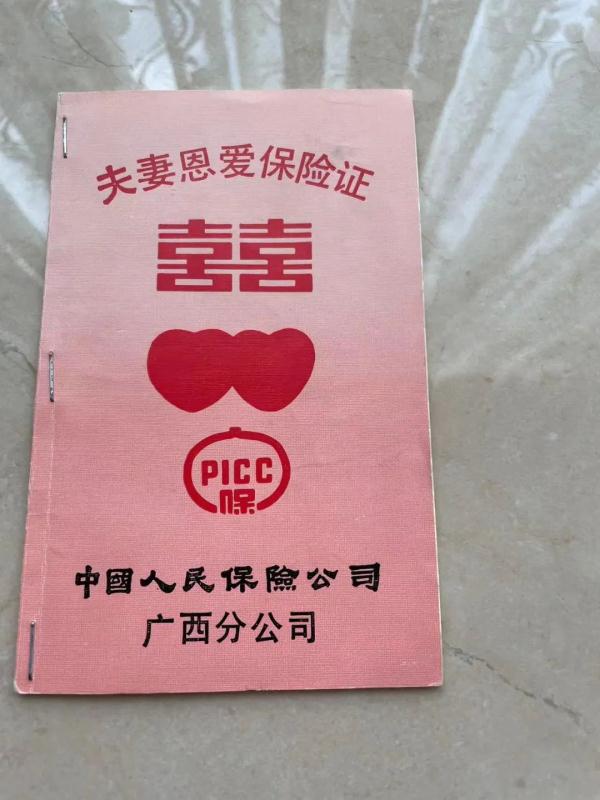 夫妻恩爱保险证
囍
PICC
保
中國人民保險公司
广西分公司